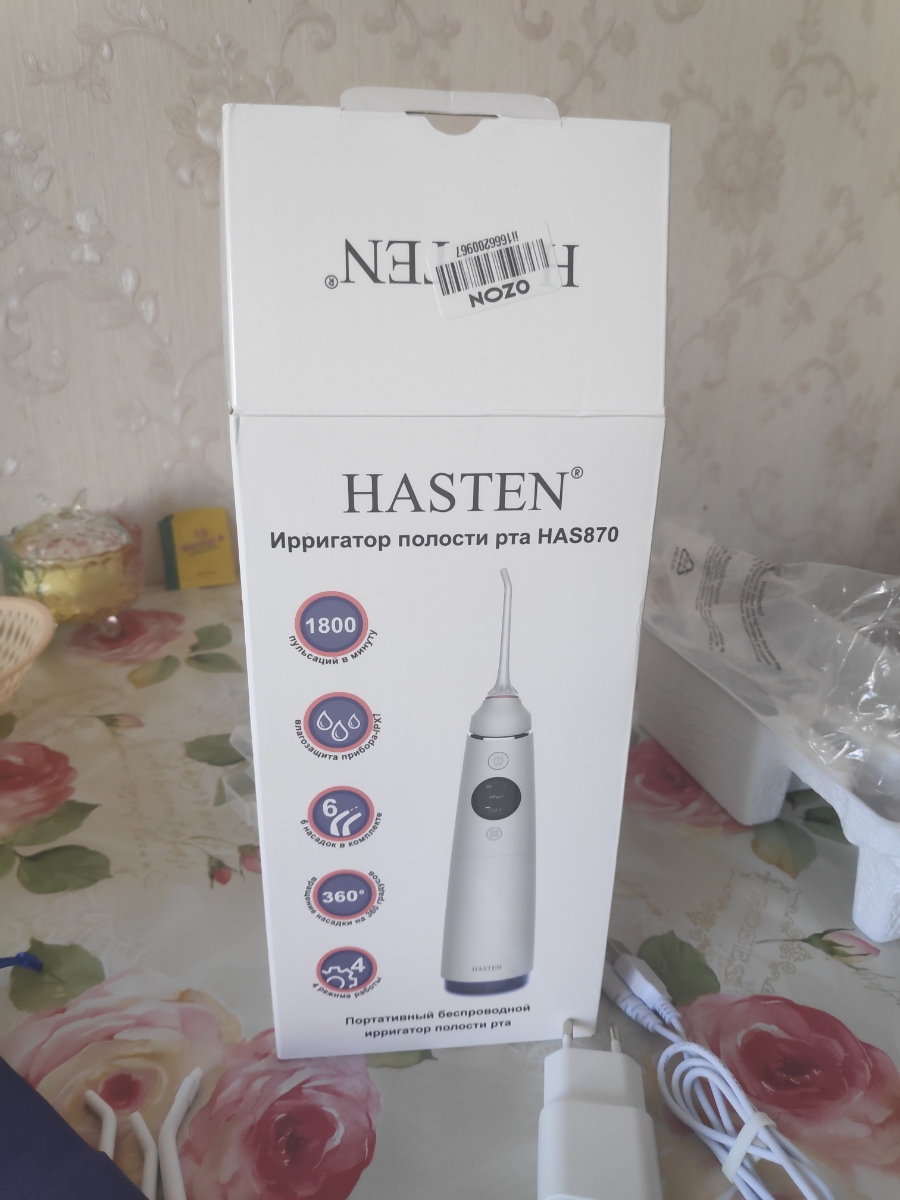 HASTEN®
ii1666200967
OZON
HASTEN®
Ирригатор полости рта HAS870
1800
пульсаций в минуту
влагозащита прибора-IPX7
6
6 насадок в комплекте
360°
вращение насадки на 360 градусов
4
4 режима работы
HASTEN
Портативный беспроводной
ирригатор полости рта